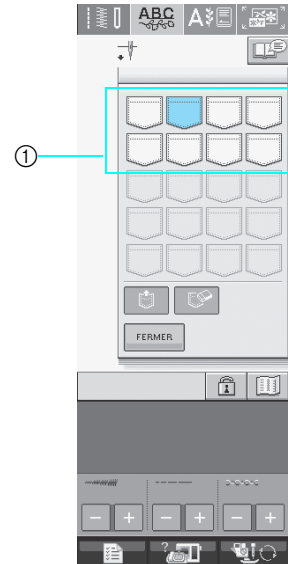 ABC
A
①
FERMER
- + - + - +
?